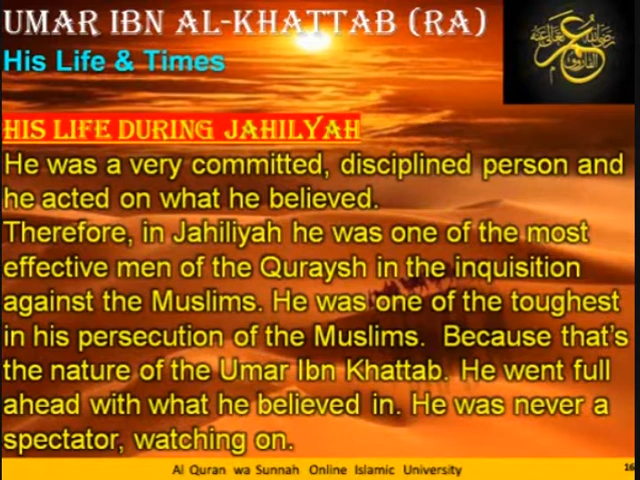 UMAR IBN AL-KHATTAB (RA)
His Life & Times
HIS LIFE DURING JAHILYAH
He was a very committed, disciplined person and
he acted on what he believed.
Therefore, in Jahiliyah he was one of the most
effective men of the Quraysh in the inquisition
against the Muslims. He was one of the toughest
in his persecution of the Muslims. Because that's
the nature of the Umar Ibn Khattab. He went full
ahead with what he believed in. He was never a
spectator, watching on.
Al Quran wa Sunnah Online Islamic University
16